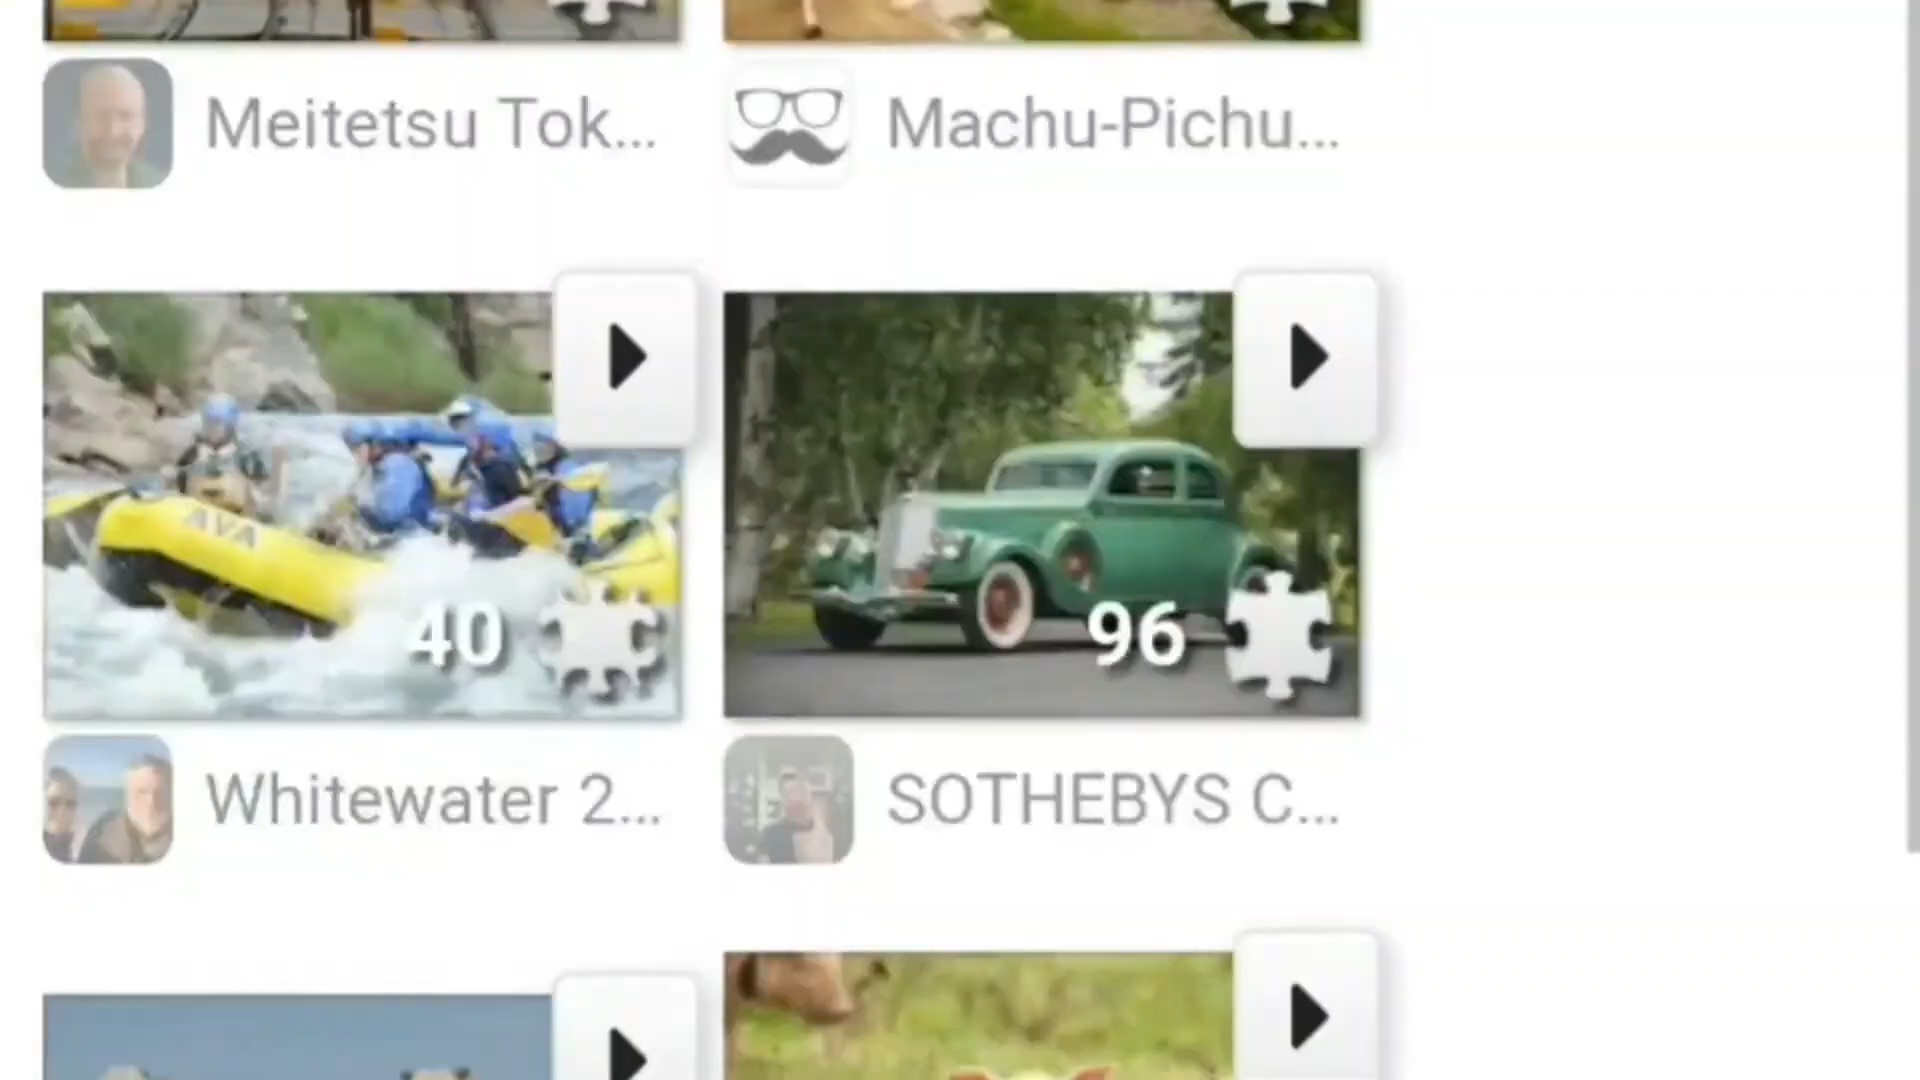 Meitetsu Tok...
Machu-Pichu...
AVA
40
96
Whitewater 2...
SOTHEBYS C...